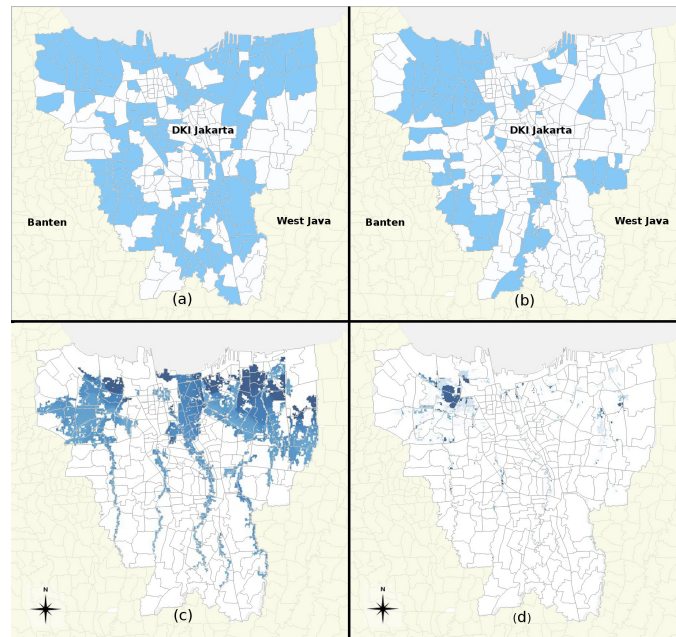 DKI Jakarta
Banten
West Java
(a)
DKI Jakarta
Banten
West Java
(b)
N
(c)
N
(d)